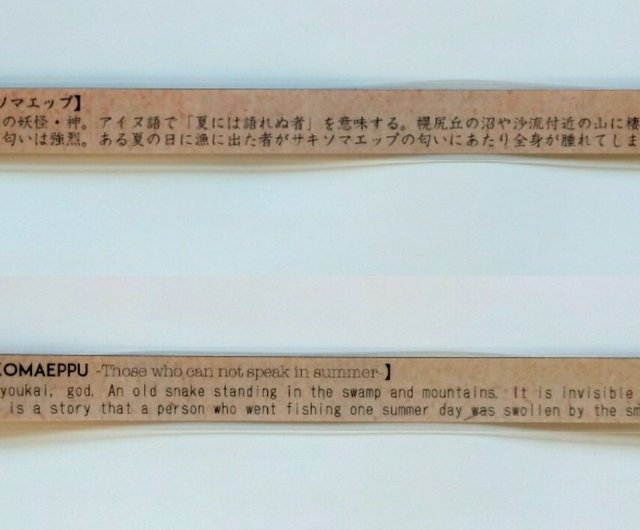 ソマエップ】
の妖怪・神。アイヌ語で「夏には語れぬ者」を意味する。幌尻丘の沼や沙流付近の山に棲
匂いは強烈。ある夏の日に漁に出た者がサキソマエップの匂いにあたり全身が腫れてしま
OMAEPPU -Those who can not speak in summer-】
youkai, god. An old snake standing in the swamp and mountains. It is invisible
is a story that a person who went fishing one summer day was swollen by the sm